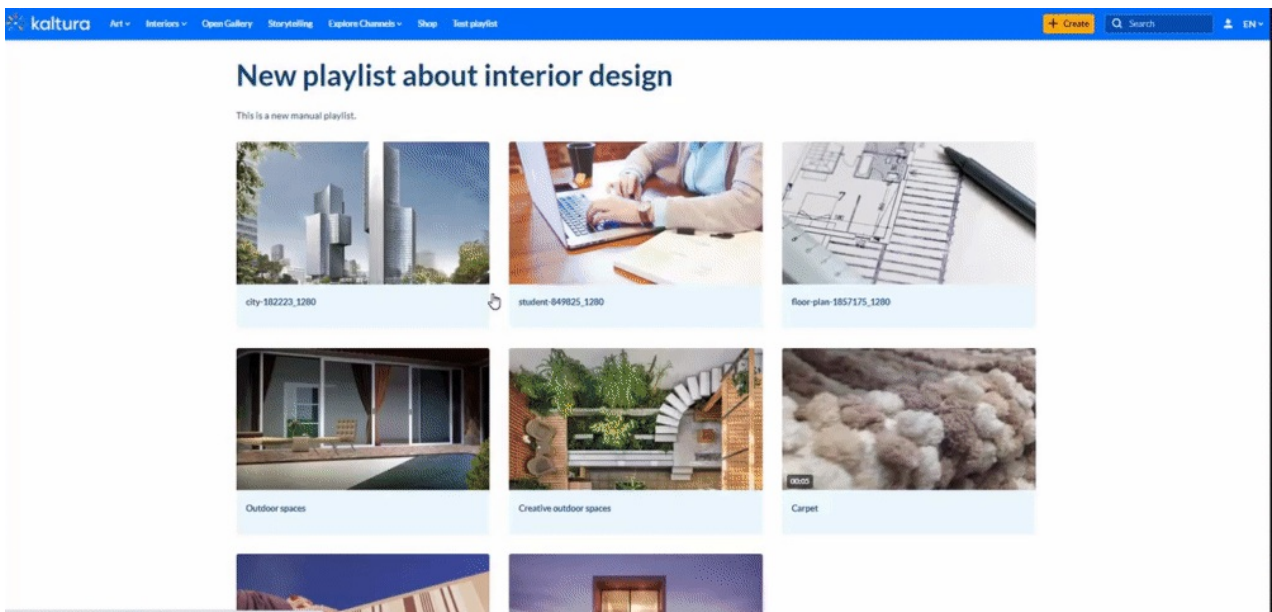 kaltura Art Interiors Open Gallery Storytelling Explore Channels Shop Test playlist + Create Search EN
New playlist about interior design
This is a new manual playlist.
city-182223_1280 student-849825_1280 floor-plan-1857175_1280
00:05
Outdoor spaces Creative outdoor spaces Carpet